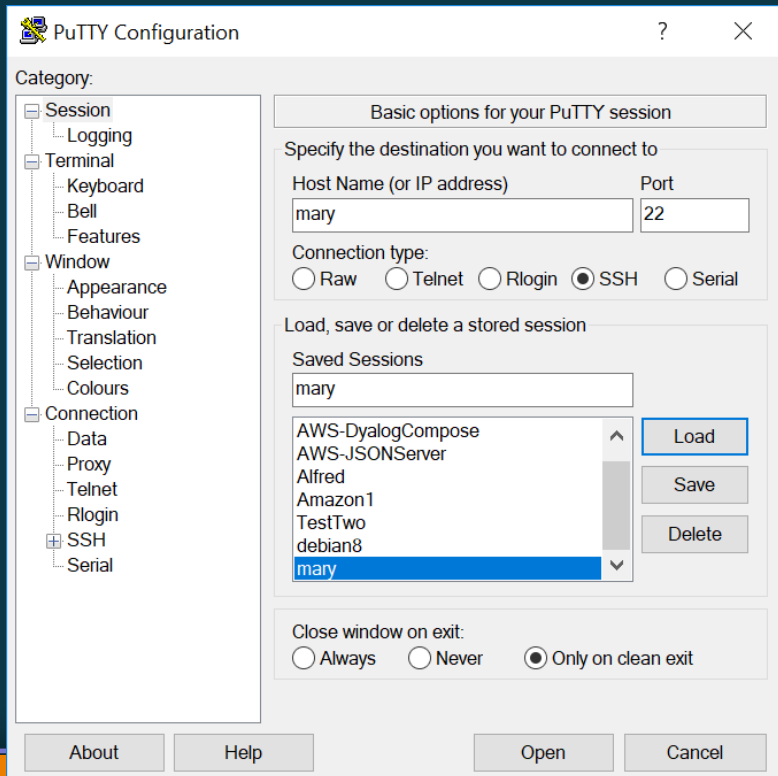 PuTTY Configuration
?
Category:
Session
Logging
Terminal
Keyboard
Bell
Features
Window
Appearance
Behaviour
Translation
Selection
Colours
Connection
Data
Proxy
Telnet
Rlogin
SSH
Serial
Basic options for your PuTTY session
Specify the destination you want to connect to
Host Name (or IP address) Port
mary 22
Connection type:
Raw Telnet Rlogin SSH Serial
Load, save or delete a stored session
Saved Sessions
mary
AWS-DyalogCompose
AWS-JSONServer
Alfred
Amazon1
TestTwo
debian8
mary
Load
Save
Delete
Close window on exit:
Always Never Only on clean exit
About Help Open Cancel